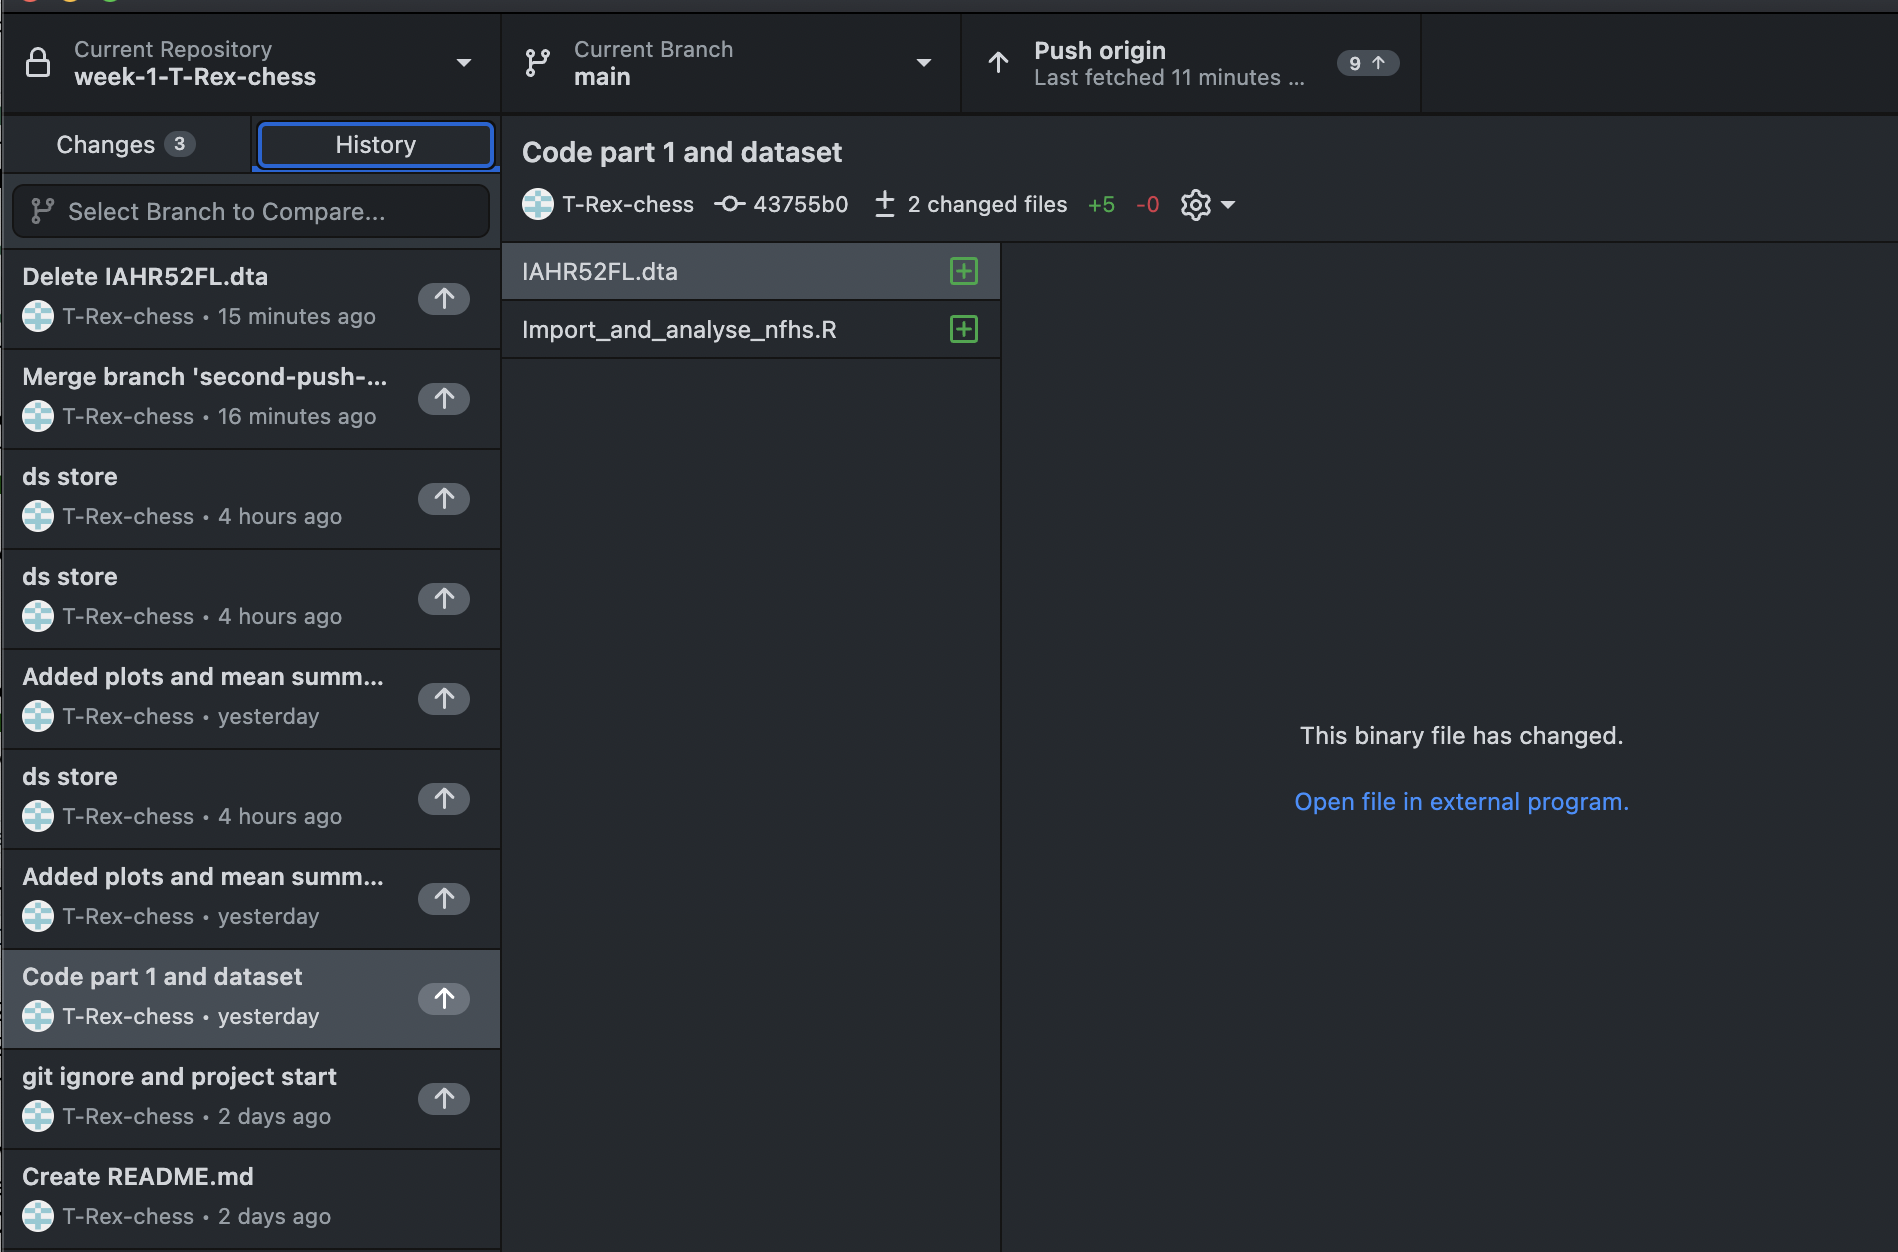 Current Repository
week-1-T-Rex-chess
Current Branch
main
Push origin
Last fetched 11 minutes ...
9
Changes 3
History
Select Branch to Compare...
Code part 1 and dataset
T-Rex-chess 43755b0 2 changed files +5 -0
Delete IAHR52FL.dta
T-Rex-chess • 15 minutes ago
Merge branch 'second-push-...
T-Rex-chess • 16 minutes ago
ds store
T-Rex-chess • 4 hours ago
ds store
T-Rex-chess • 4 hours ago
Added plots and mean summ...
T-Rex-chess • yesterday
ds store
T-Rex-chess • 4 hours ago
Added plots and mean summ...
T-Rex-chess • yesterday
Code part 1 and dataset
T-Rex-chess • yesterday
git ignore and project start
T-Rex-chess • 2 days ago
Create README.md
T-Rex-chess • 2 days ago
IAHR52FL.dta
Import_and_analyse_nfhs.R
This binary file has changed.
Open file in external program.